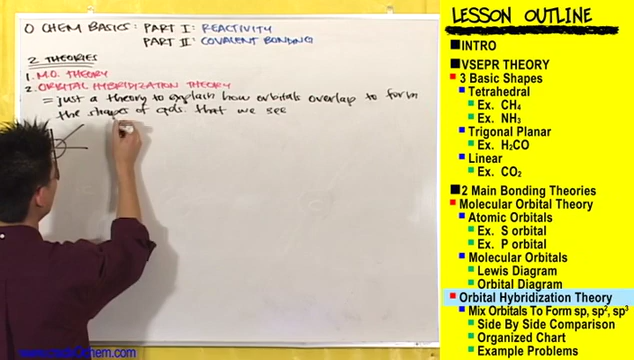 O CHEM BASICS: PART I: REACTIVITY
PART II: COVALENT BONDING
2 THEORIES
1. M.O. THEORY
2. ORBITAL HYBRIDIZATION THEORY
= just a theory to explain how orbitals overlap to form
the shapes of cpds. that we see
LESSON OUTLINE
INTRO
VSEPR THEORY
3 Basic Shapes
Tetrahedral
Ex. CH₄
Ex. NH₃
Trigonal Planar
Ex. H₂CO
Linear
Ex. CO₂
2 Main Bonding Theories
Molecular Orbital Theory
Atomic Orbitals
Ex. S orbital
Ex. P orbital
Molecular Orbitals
Lewis Diagram
Orbital Diagram
Orbital Hybridization Theory
Mix Orbitals To Form sp, sp², sp³
Side By Side Comparison
Organized Chart
Example Problems